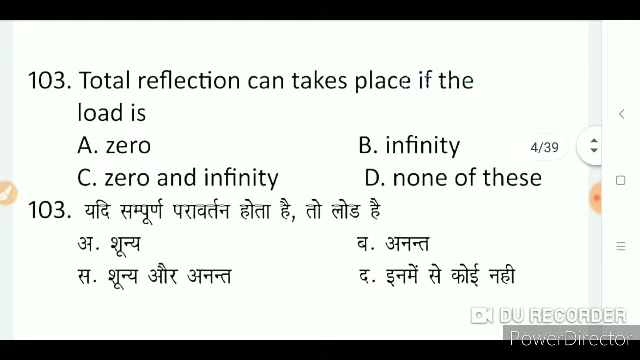 103. Total reflection can takes place if the
load is
A. zero B. infinity
4/39
C. zero and infinity D. none of these
103. यदि सम्पूर्ण परावर्तन होता है, तो लोड है
अ. शून्य ब. अनन्त
स. शून्य और अनन्त द. इनमें से कोई नही
DU RECORDER
PowerDirector